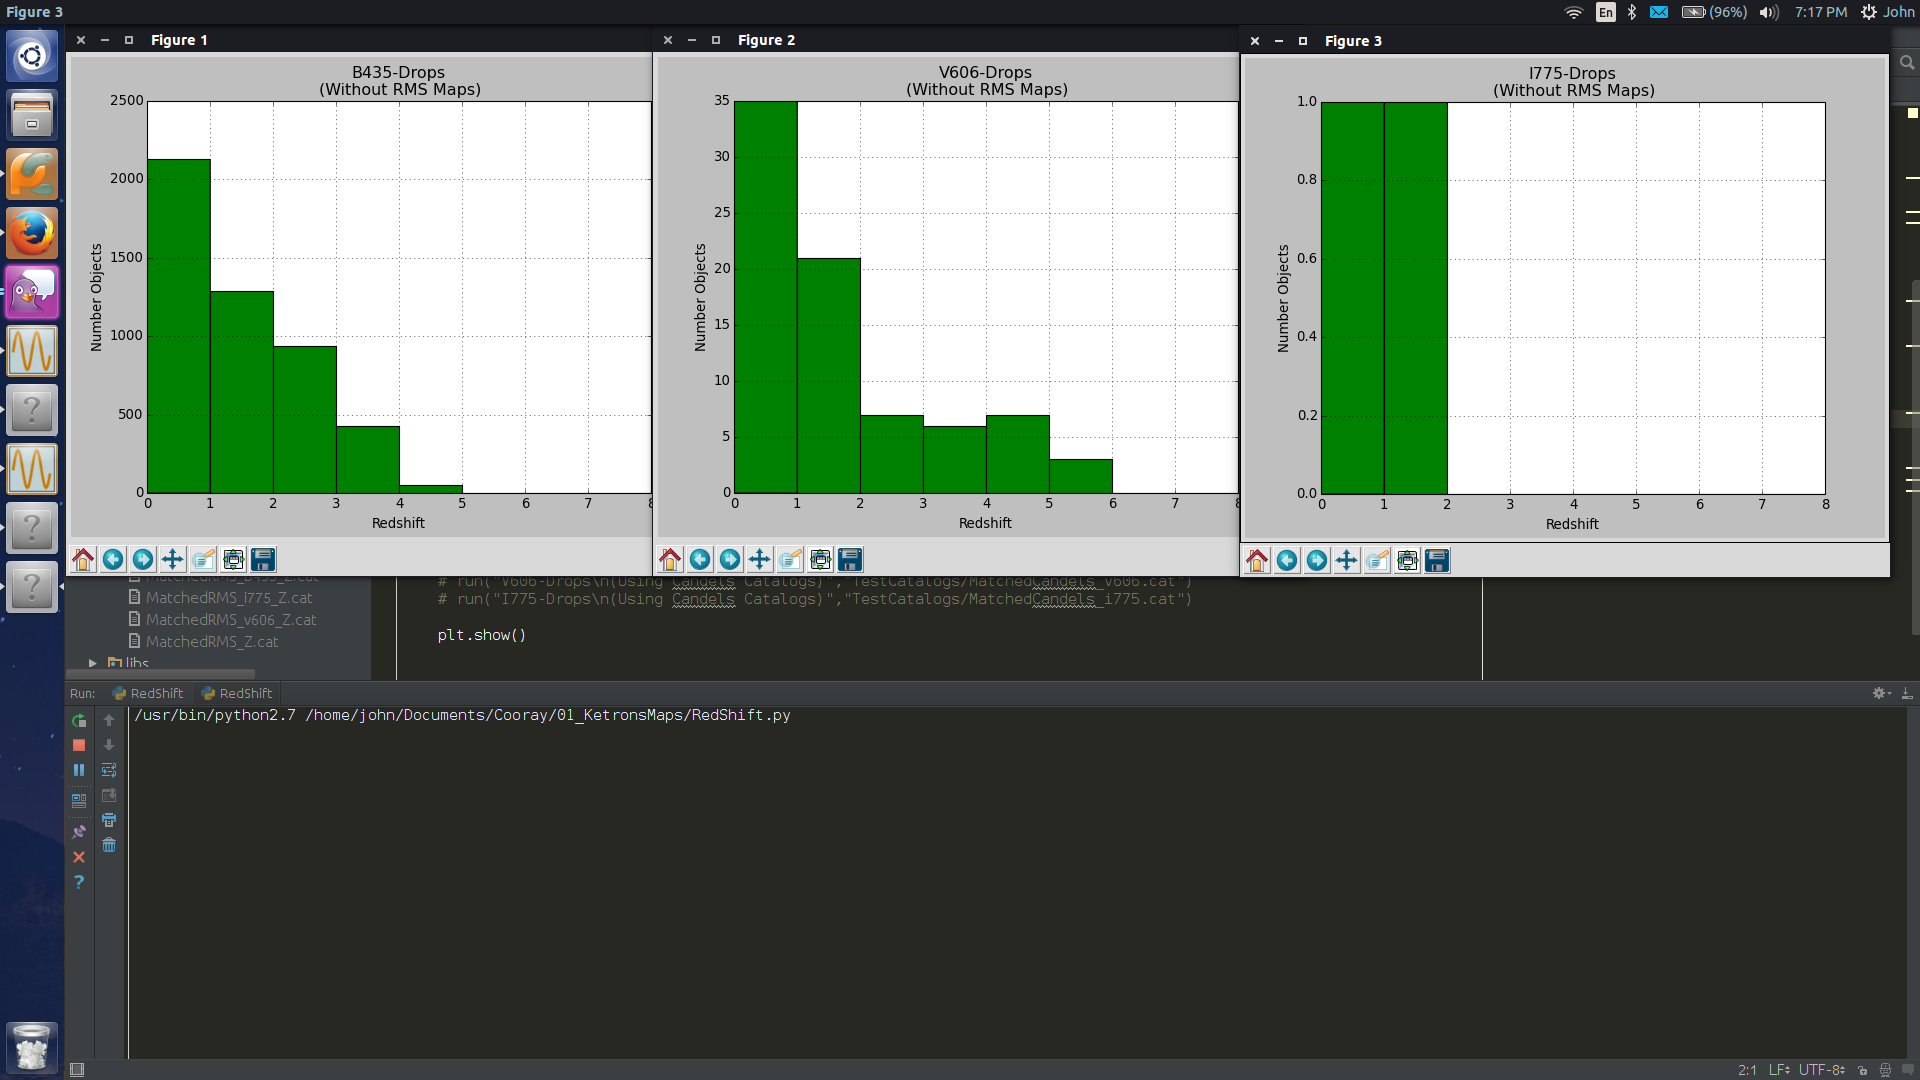 Figure 3
En
(96%)
7:17 PM
John
Figure 1
B435-Drops
(Without RMS Maps)
2500
2000
1500
1000
500
0
Number Objects
0 1 2 3 4 5 6 7 8
Redshift
Figure 2
V606-Drops
(Without RMS Maps)
35
30
25
20
15
10
5
0
Number Objects
0 1 2 3 4 5 6 7 8
Redshift
Figure 3
I775-Drops
(Without RMS Maps)
1.0
0.8
0.6
0.4
0.2
0.0
Number Objects
0 1 2 3 4 5 6 7 8
Redshift
MatchedRMS_B435_Z.cat
MatchedRMS_i775_Z.cat
MatchedRMS_v606_Z.cat
MatchedRMS_Z.cat
libs
# run("V606-Drops\n(Using Candels Catalogs)","TestCatalogs/MatchedCandels_v606.cat")
# run("I775-Drops\n(Using Candels Catalogs)","TestCatalogs/MatchedCandels_i775.cat")
plt.show()
Run: RedShift RedShift
/usr/bin/python2.7 /home/john/Documents/Cooray/01_KetronsMaps/RedShift.py
2:1 LF UTF-8